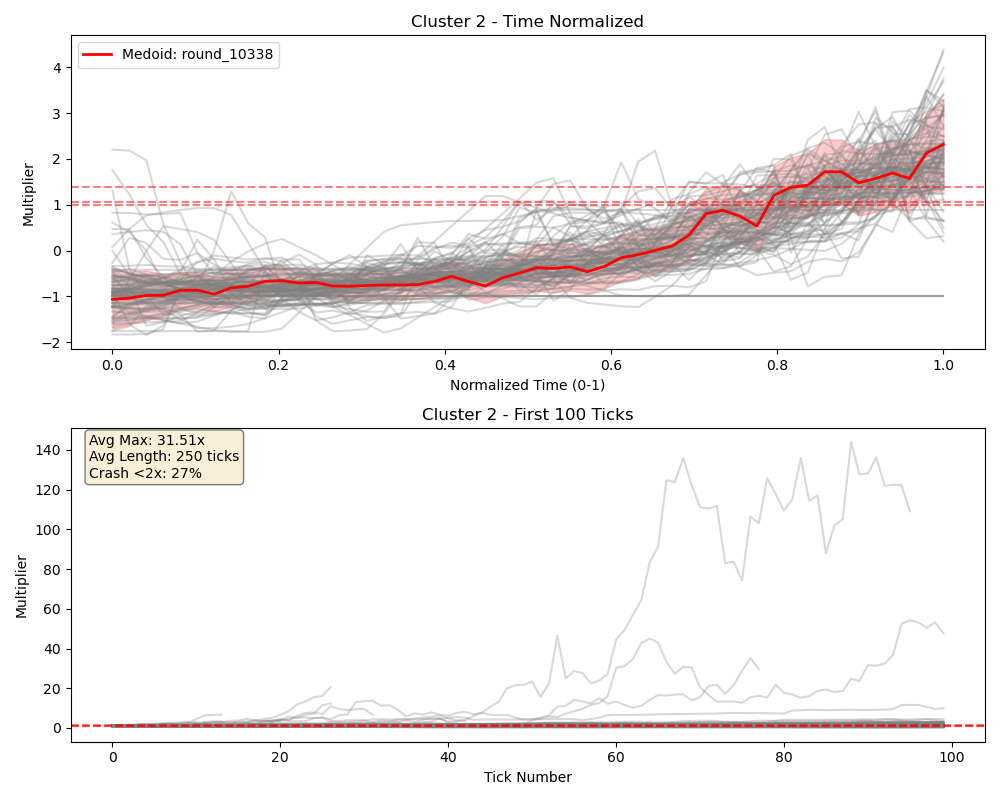 Cluster 2 - Time Normalized
Medoid: round_10338
Multiplier
4
3
2
1
0
−1
−2
0.0 0.2 0.4 0.6 0.8 1.0
Normalized Time (0-1)
Cluster 2 - First 100 Ticks
Avg Max: 31.51x
Avg Length: 250 ticks
Crash <2x: 27%
Multiplier
140
120
100
80
60
40
20
0
0 20 40 60 80 100
Tick Number